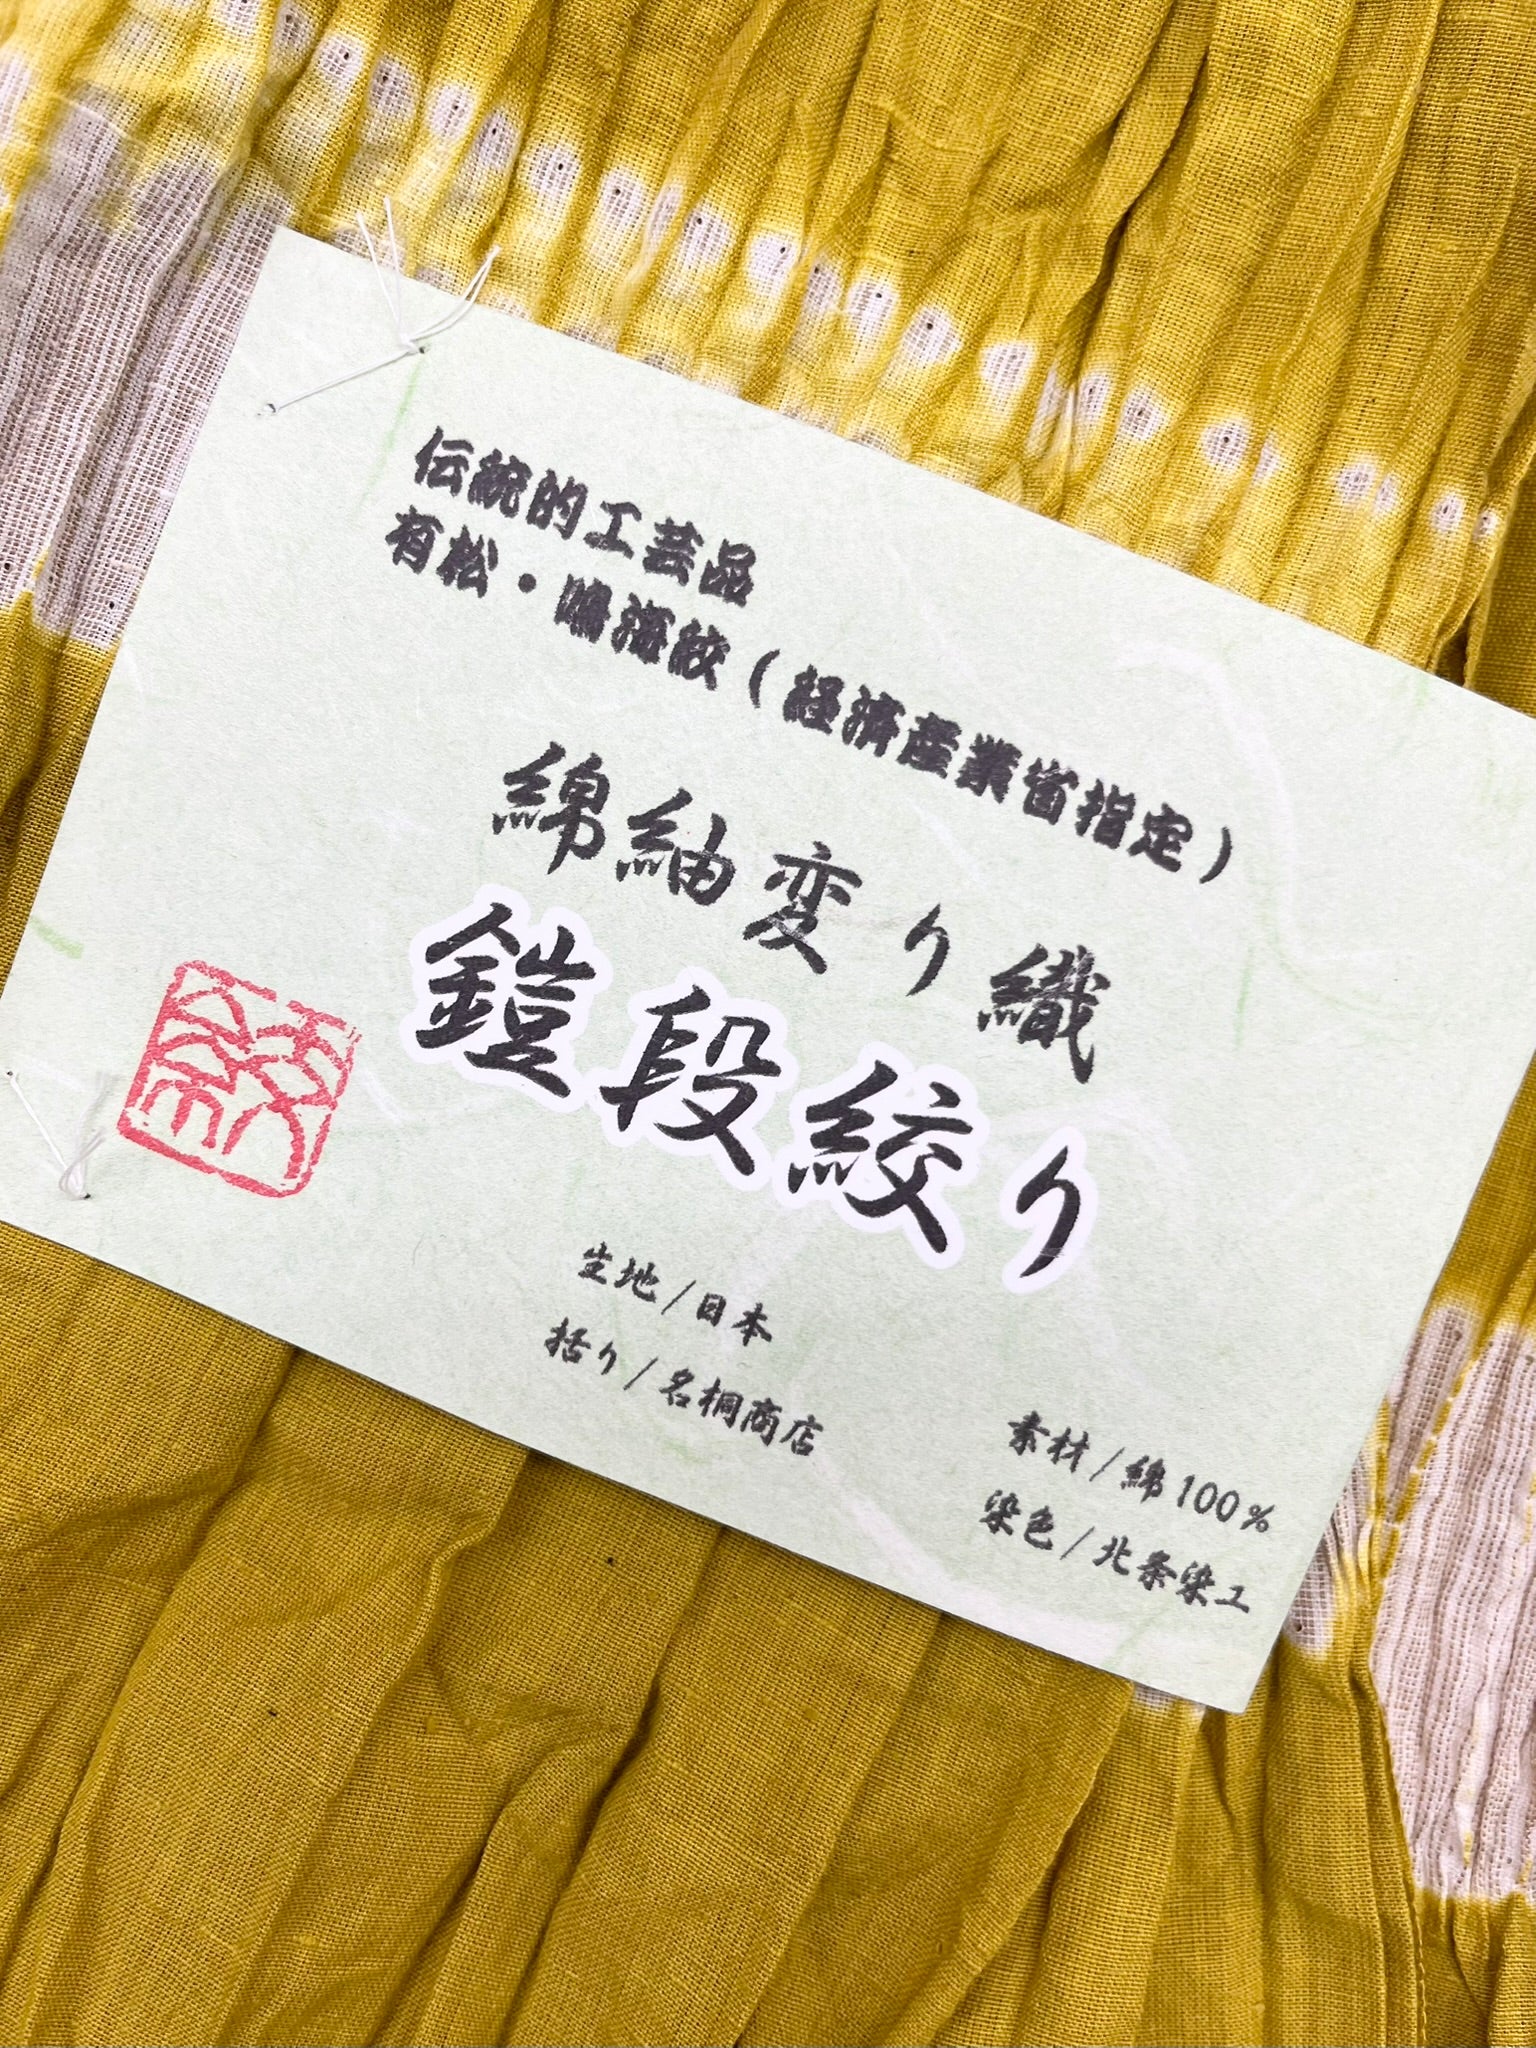 伝統的工芸品
有松・鳴海絞（経済産業省指定）
綿紬変り織
鎧段絞り
生地/日本
括り/名桐商店
素材/綿100%
染色/北条染工